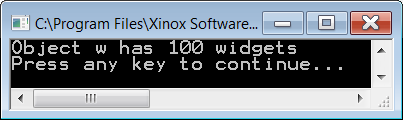 C:\Program Files\Xinox Software...
Object w has 100 widgets
Press any key to continue...